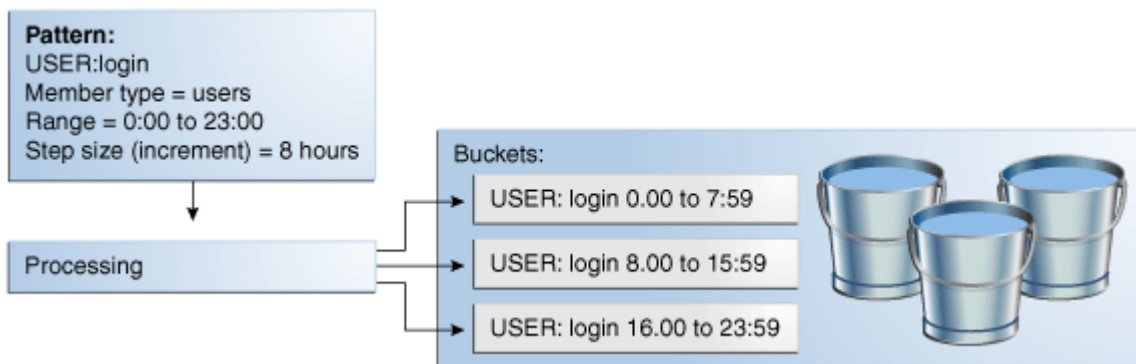 Pattern:
USER:login
Member type = users
Range = 0:00 to 23:00
Step size (increment) = 8 hours
Processing
Buckets:
USER: login 0.00 to 7:59
USER: login 8.00 to 15:59
USER: login 16.00 to 23:59